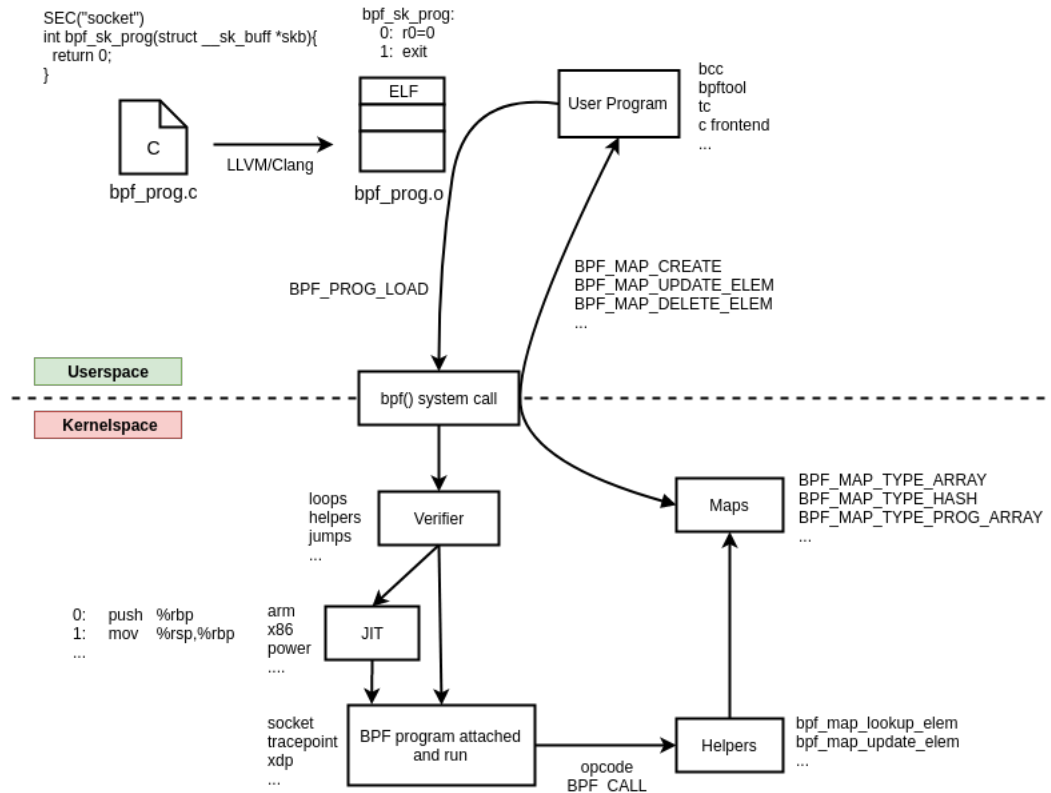 SEC("socket")
int bpf_sk_prog(struct __sk_buff *skb){
return 0;
}
C
bpf_prog.c
LLVM/Clang
bpf_sk_prog:
0: r0=0
1: exit
ELF
bpf_prog.o
User Program
bcc
bpftool
tc
c frontend
...
BPF_PROG_LOAD
BPF_MAP_CREATE
BPF_MAP_UPDATE_ELEM
BPF_MAP_DELETE_ELEM
...
Userspace
Kernelspace
bpf() system call
loops
helpers
jumps
...
Verifier
Maps
BPF_MAP_TYPE_ARRAY
BPF_MAP_TYPE_HASH
BPF_MAP_TYPE_PROG_ARRAY
...
0: push %rbp
1: mov %rsp,%rbp
...
arm
x86
power
....
JIT
socket
tracepoint
xdp
...
BPF program attached
and run
opcode
BPF_CALL
Helpers
bpf_map_lookup_elem
bpf_map_update_elem
...